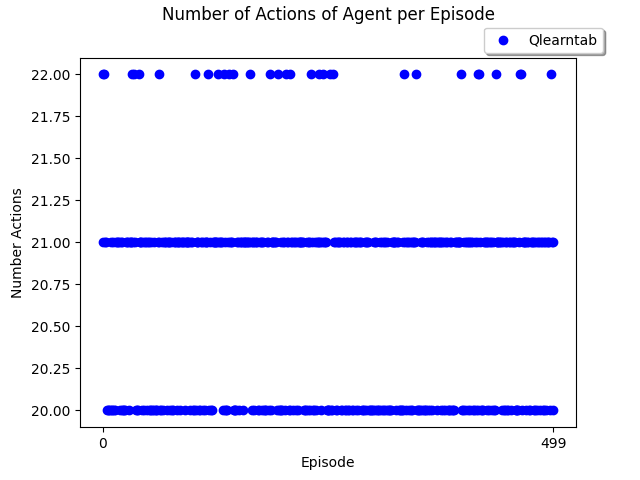 Number of Actions of Agent per Episode
Qlearntab
22.00
21.75
21.50
21.25
21.00
20.75
20.50
20.25
20.00
Number Actions
0
499
Episode